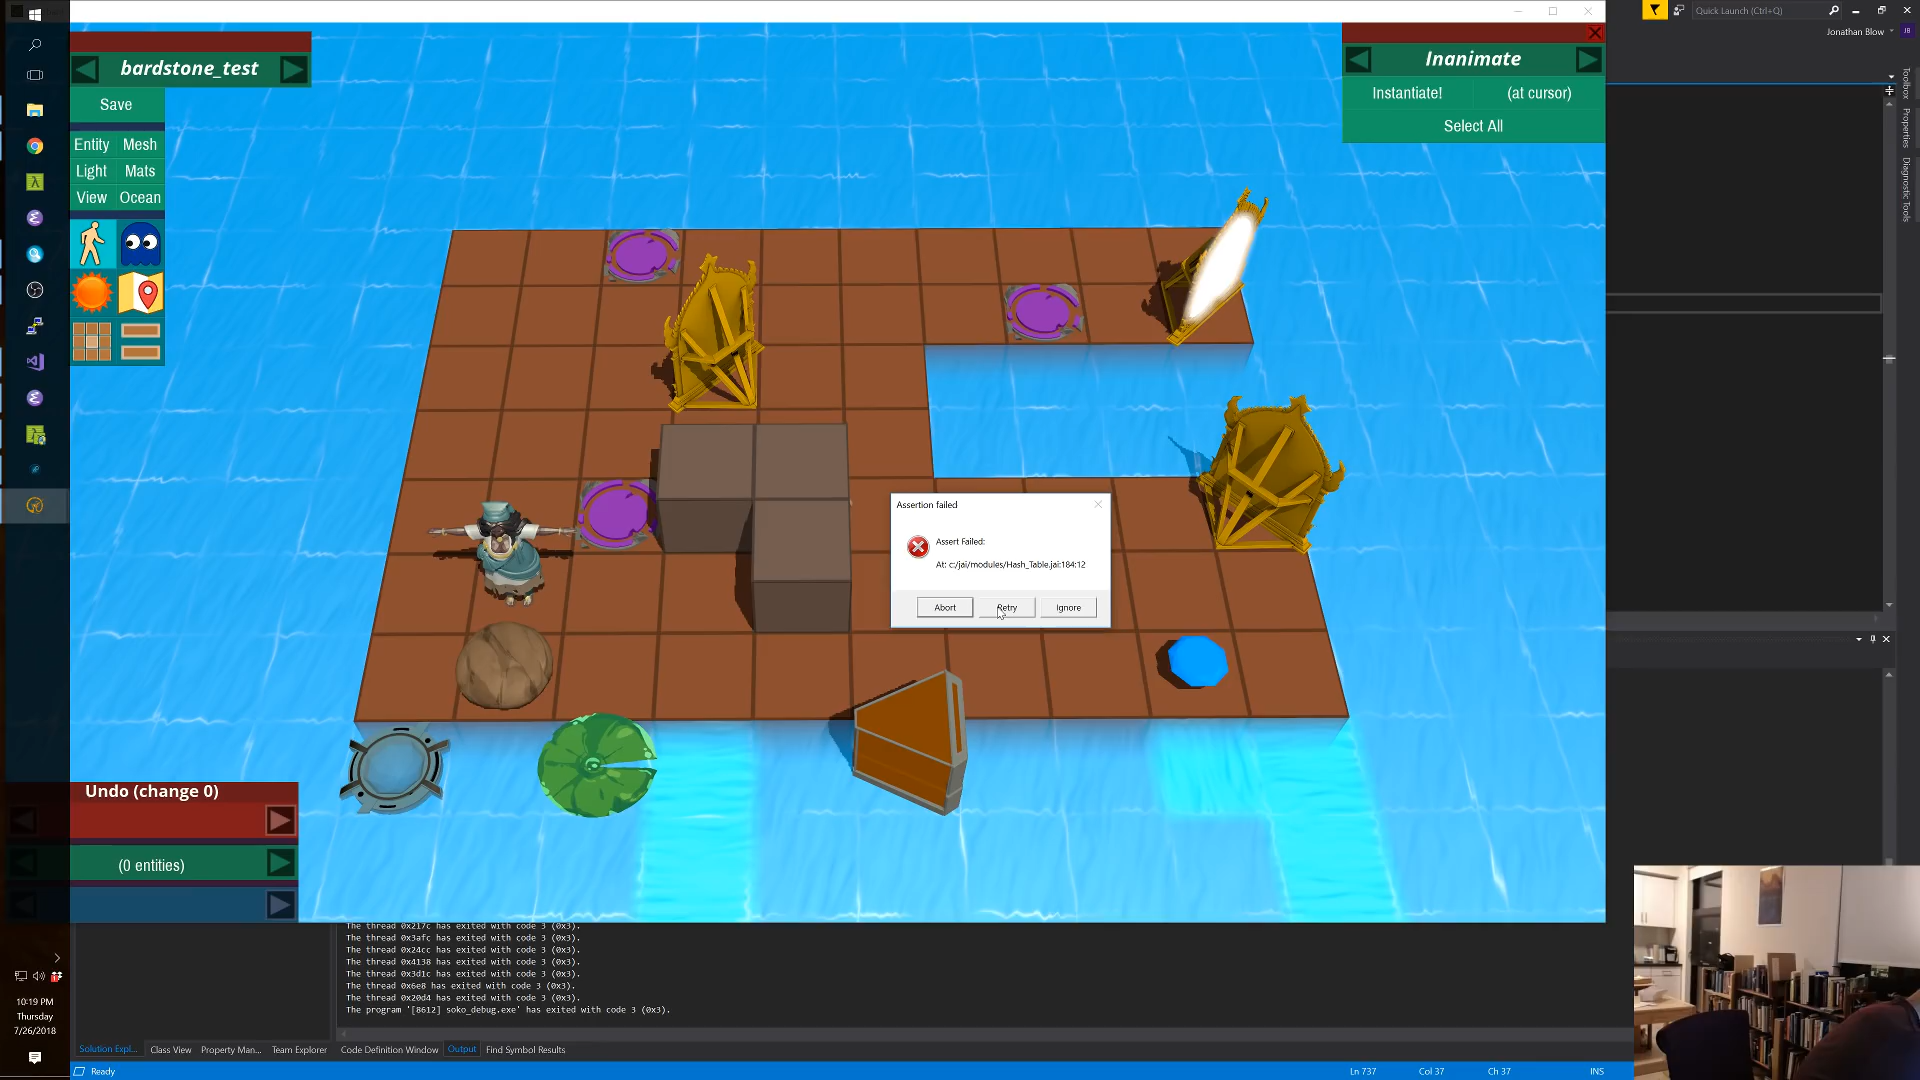 Quick Launch (Ctrl+Q)
Jonathan Blow
JB
bardstone_test
Save
Entity Mesh
Light Mats
View Ocean
Inanimate
Instantiate! (at cursor)
Select All
Toolbox
Properties
Diagnostic Tools
Assertion failed
Assert Failed:
At: c:/jai/modules/Hash_Table.jai:184:12
Abort Retry Ignore
Undo (change 0)
(0 entities)
The thread 0x217c has exited with code 3 (0x3).
The thread 0x3afc has exited with code 3 (0x3).
The thread 0x24cc has exited with code 3 (0x3).
The thread 0x4138 has exited with code 3 (0x3).
The thread 0x3d1c has exited with code 3 (0x3).
The thread 0x6e8 has exited with code 3 (0x3).
The thread 0x20d4 has exited with code 3 (0x3).
The program '[8612] soko_debug.exe' has exited with code 3 (0x3).
10:19 PM
Thursday
7/26/2018
Solution Expl... Class View Property Man... Team Explorer Code Definition Window Output Find Symbol Results
Ready Ln 737 Col 37 Ch 37 INS